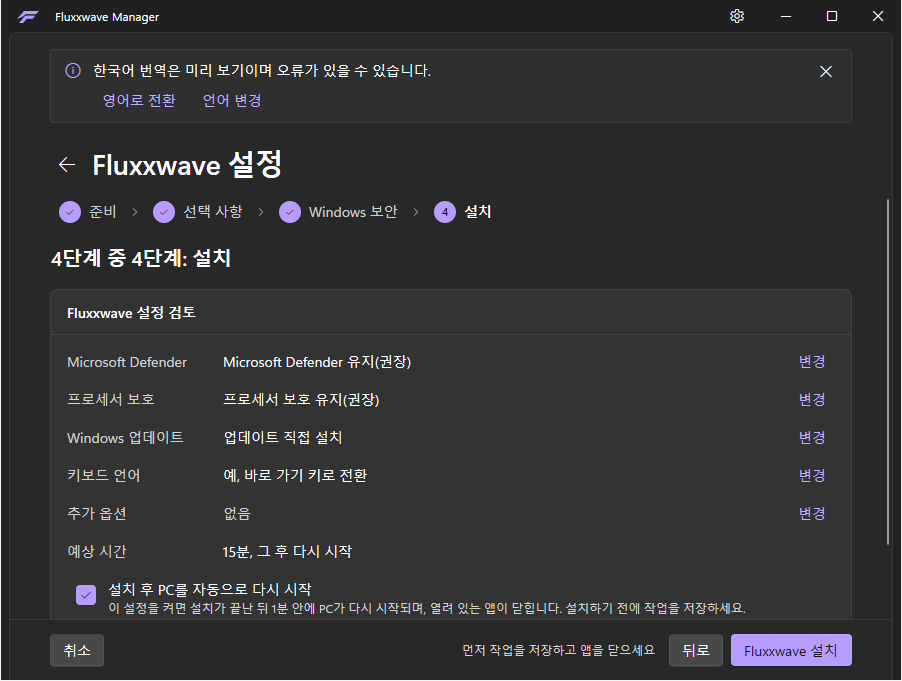 Fluxxwave Manager
한국어 번역은 미리 보기이며 오류가 있을 수 있습니다.
영어로 전환 언어 변경
Fluxxwave 설정
준비 선택 사항 Windows 보안 4 설치
4단계 중 4단계: 설치
Fluxxwave 설정 검토
Microsoft Defender Microsoft Defender 유지(권장) 변경
프로세서 보호 프로세서 보호 유지(권장) 변경
Windows 업데이트 업데이트 직접 설치 변경
키보드 언어 예, 바로 가기 키로 전환 변경
추가 옵션 없음 변경
예상 시간 15분, 그 후 다시 시작
설치 후 PC를 자동으로 다시 시작
이 설정을 켜면 설치가 끝난 뒤 1분 안에 PC가 다시 시작되며, 열려 있는 앱이 닫힙니다. 설치하기 전에 작업을 저장하세요.
취소 먼저 작업을 저장하고 앱을 닫으세요 뒤로 Fluxxwave 설치